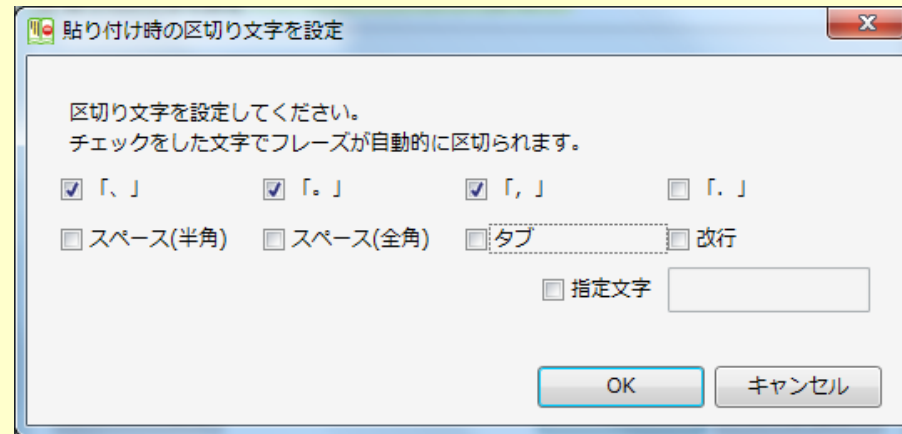 貼り付け時の区切り文字を設定
区切り文字を設定してください。
チェックをした文字でフレーズが自動的に区切られます。
「、」 「。」 「,」 「.」
スペース(半角) スペース(全角) タブ 改行
指定文字
OK キャンセル